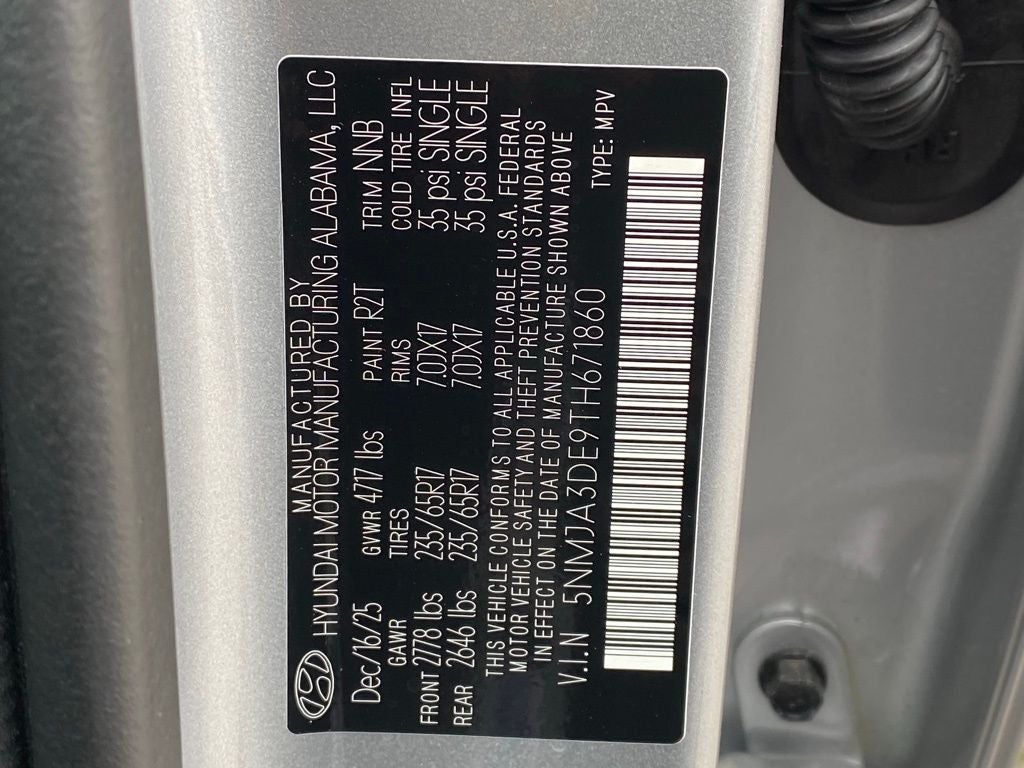 MANUFACTURED BY
HYUNDAI MOTOR MANUFACTURING ALABAMA, LLC
Dec/16/25 GVWR 4717 lbs PAINT R2T TRIM NNB
GAWR TIRES RIMS COLD TIRE INFL
FRONT 2778 lbs 235/65R17 7.0JX17 35 psi SINGLE
REAR 2646 lbs 235/65R17 7.0JX17 35 psi SINGLE
THIS VEHICLE CONFORMS TO ALL APPLICABLE U.S.A. FEDERAL
MOTOR VEHICLE SAFETY AND THEFT PREVENTION STANDARDS
IN EFFECT ON THE DATE OF MANUFACTURE SHOWN ABOVE
V.I.N 5NMJA3DE9TH671860
TYPE: MPV